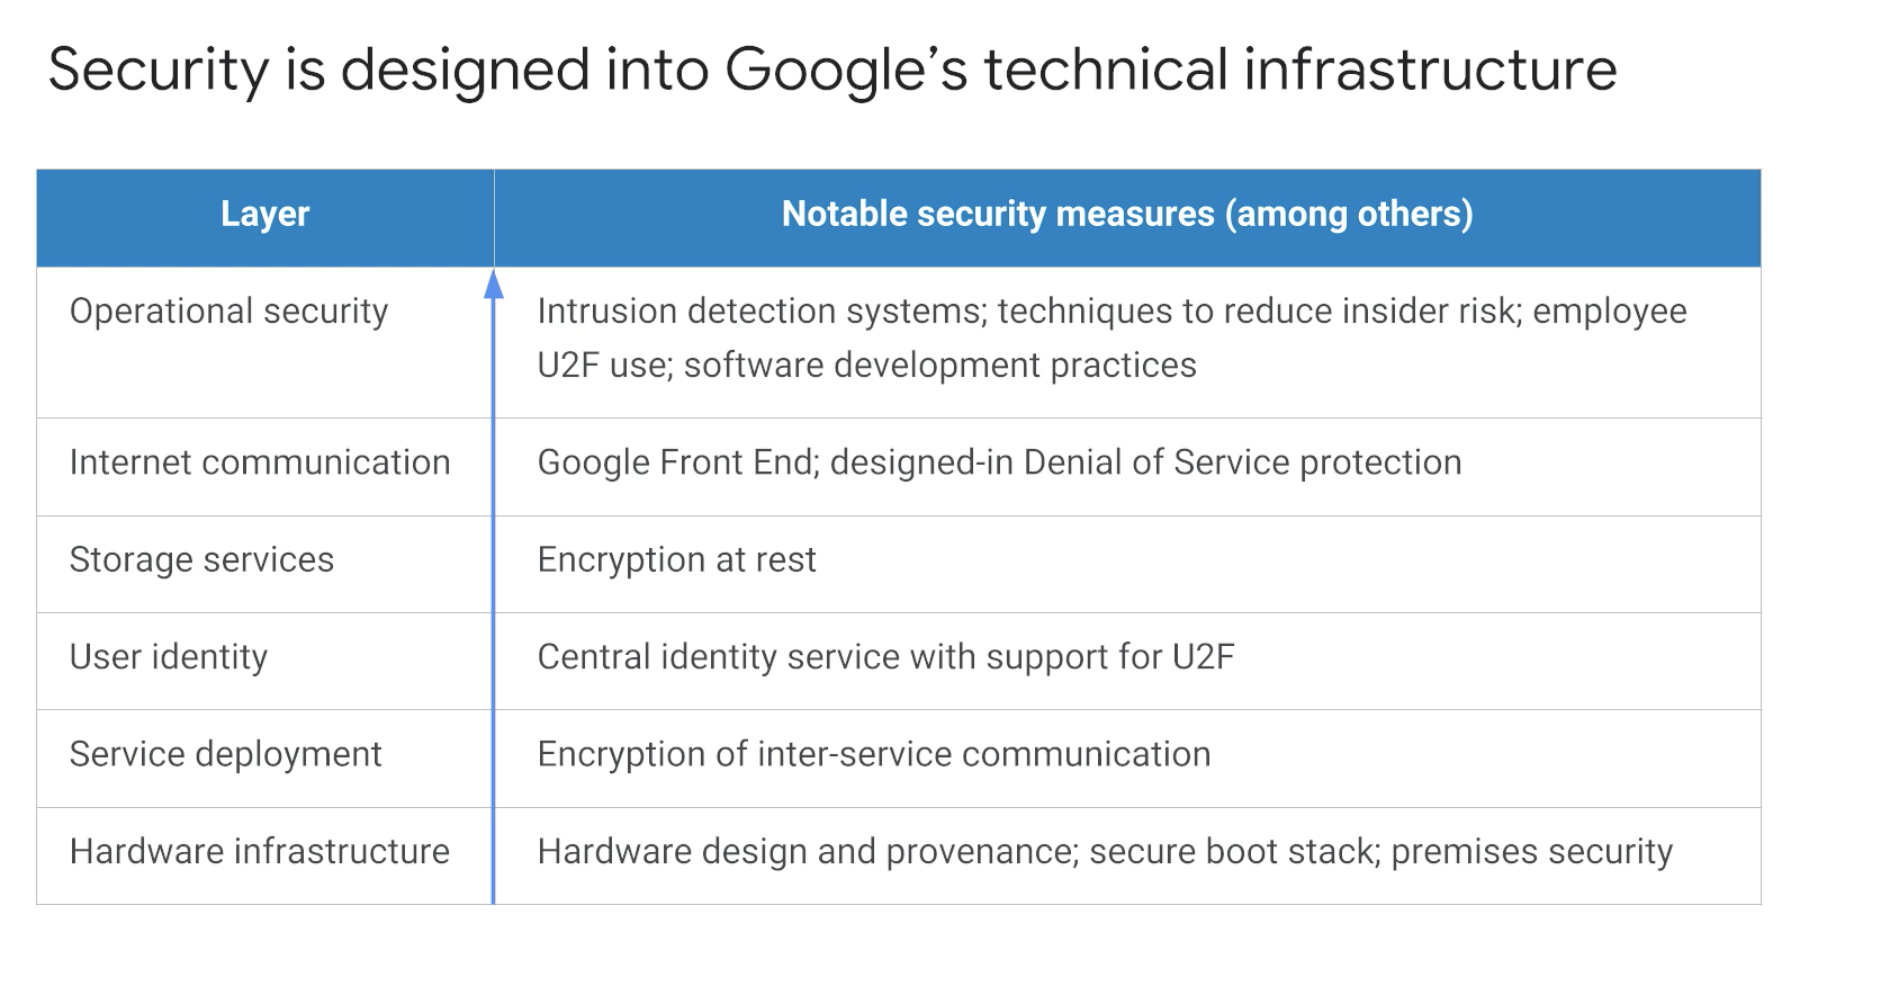 Security is designed into Google’s technical infrastructure
Layer
Notable security measures (among others)
Operational security
Intrusion detection systems; techniques to reduce insider risk; employee
U2F use; software development practices
Internet communication
Google Front End; designed-in Denial of Service protection
Storage services
Encryption at rest
User identity
Central identity service with support for U2F
Service deployment
Encryption of inter-service communication
Hardware infrastructure
Hardware design and provenance; secure boot stack; premises security